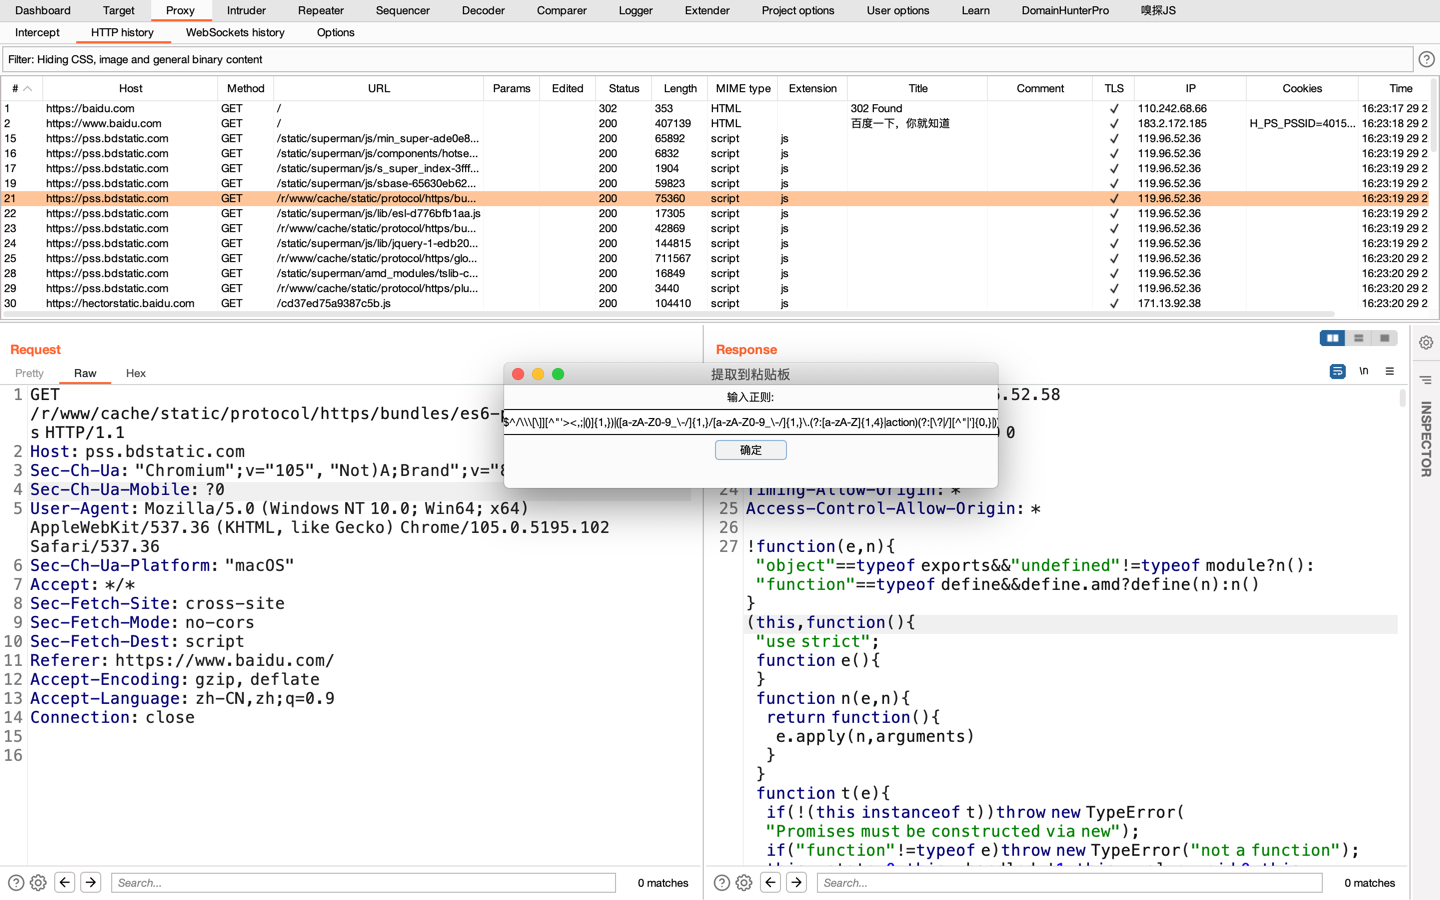 Dashboard Target Proxy Intruder Repeater Sequencer Decoder Comparer Logger Extender Project options User options Learn DomainHunterPro 嗅探JS
Intercept HTTP history WebSockets history Options
Filter: Hiding CSS, image and general binary content
# Host Method URL Params Edited Status Length MIME type Extension Title Comment TLS IP Cookies Time
1 https://baidu.com GET / 302 353 HTML 302 Found ✓ 110.242.68.66 16:23:17 29 2
2 https://www.baidu.com GET / 200 407139 HTML 百度一下，你就知道 ✓ 183.2.172.185 H_PS_PSSID=4015... 16:23:18 29 2
15 https://pss.bdstatic.com GET /static/superman/js/min_super-ade0e8... 200 65892 script js ✓ 119.96.52.36 16:23:19 29 2
16 https://pss.bdstatic.com GET /static/superman/js/components/hotse... 200 6832 script js ✓ 119.96.52.36 16:23:19 29 2
17 https://pss.bdstatic.com GET /static/superman/js/s_super_index-3fff... 200 1904 script js ✓ 119.96.52.36 16:23:19 29 2
19 https://pss.bdstatic.com GET /static/superman/js/sbase-65630eb62... 200 59823 script js ✓ 119.96.52.36 16:23:19 29 2
21 https://pss.bdstatic.com GET /r/www/cache/static/protocol/https/bu... 200 75360 script js ✓ 119.96.52.36 16:23:19 29 2
22 https://pss.bdstatic.com GET /static/superman/js/lib/esl-d776bfb1aa.js 200 17305 script js ✓ 119.96.52.36 16:23:19 29 2
23 https://pss.bdstatic.com GET /r/www/cache/static/protocol/https/bu... 200 42869 script js ✓ 119.96.52.36 16:23:19 29 2
24 https://pss.bdstatic.com GET /static/superman/js/lib/jquery-1-edb20... 200 144815 script js ✓ 119.96.52.36 16:23:19 29 2
25 https://pss.bdstatic.com GET /r/www/cache/static/protocol/https/glo... 200 711567 script js ✓ 119.96.52.36 16:23:20 29 2
28 https://pss.bdstatic.com GET /static/superman/amd_modules/tslib-c... 200 16849 script js ✓ 119.96.52.36 16:23:20 29 2
29 https://pss.bdstatic.com GET /r/www/cache/static/protocol/https/plu... 200 3440 script js ✓ 119.96.52.36 16:23:20 29 2
30 https://hectorstatic.baidu.com GET /cd37ed75a9387c5b.js 200 104410 script js ✓ 171.13.92.38 16:23:20 29 2
Request
Pretty Raw Hex
1 GET
/r/www/cache/static/protocol/https/bundles/es6-p
s HTTP/1.1
2 Host: pss.bdstatic.com
3 Sec-Ch-Ua: "Chromium";v="105", "Not)A;Brand";v="8
4 Sec-Ch-Ua-Mobile: ?0
5 User-Agent: Mozilla/5.0 (Windows NT 10.0; Win64; x64)
AppleWebKit/537.36 (KHTML, like Gecko) Chrome/105.0.5195.102
Safari/537.36
6 Sec-Ch-Ua-Platform: "macOS"
7 Accept: */*
8 Sec-Fetch-Site: cross-site
9 Sec-Fetch-Mode: no-cors
10 Sec-Fetch-Dest: script
11 Referer: https://www.baidu.com/
12 Accept-Encoding: gzip, deflate
13 Accept-Language: zh-CN,zh;q=0.9
14 Connection: close
15
16
Search... 0 matches
提取到粘贴板
输入正则:
$^/\\\\[\]][^"'><,;|()]{1,})|([a-zA-Z0-9_\-/]{1,}/[a-zA-Z0-9_\-/]{1,}\.(?:[a-zA-Z]{1,4}|action)(?:[\?|/][^"|']{0,}|))
确定
Response
\n
.52.58
0
24 Timing-Allow-Origin: *
25 Access-Control-Allow-Origin: *
26
27 !function(e,n){
"object"==typeof exports&&"undefined"!=typeof module?n():
"function"==typeof define&&define.amd?define(n):n()
}
(this,function(){
"use strict";
function e(){
}
function n(e,n){
return function(){
e.apply(n,arguments)
}
}
function t(e){
if(!(this instanceof t))throw new TypeError(
"Promises must be constructed via new");
if("function"!=typeof e)throw new TypeError("not a function");
Search... 0 matches
INSPECTOR